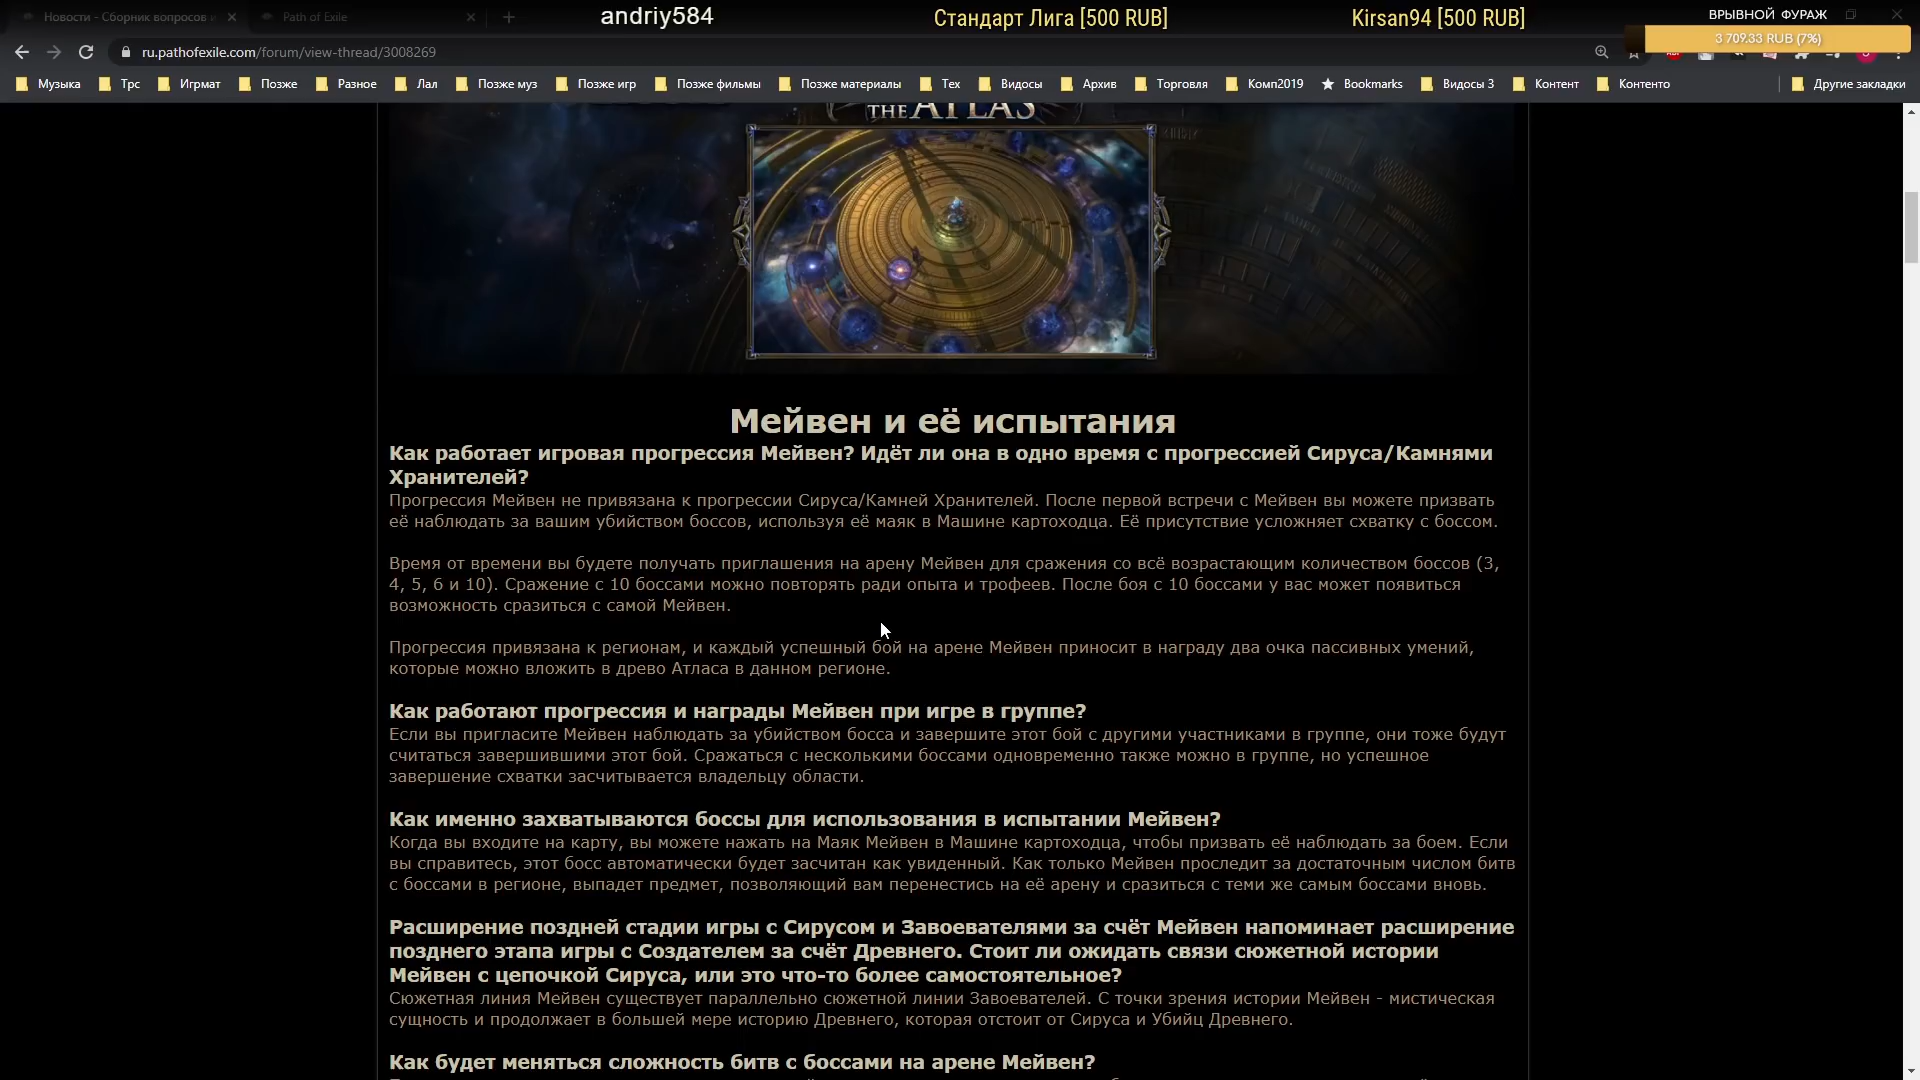 Новости - Сборник вопросов и
Path of Exile
andriy584
Стандарт Лига [500 RUB]
Kirsan94 [500 RUB]
ВРЫВНОЙ ФУРАЖ
3 709.33 RUB (7%)
ru.pathofexile.com/forum/view-thread/3008269
Музыка
Трс
Игрмат
Позже
Разное
Лал
Позже муз
Позже игр
Позже фильмы
Позже материалы
Тех
Видосы
Архив
Торговля
Комп2019
Bookmarks
Видосы 3
Контент
Контенто
Другие закладки
THE ATLAS
Мейвен и её испытания
Как работает игровая прогрессия Мейвен? Идёт ли она в одно время с прогрессией Сируса/Камнями
Хранителей?
Прогрессия Мейвен не привязана к прогрессии Сируса/Камней Хранителей. После первой встречи с Мейвен вы можете призвать
её наблюдать за вашим убийством боссов, используя её маяк в Машине картоходца. Её присутствие усложняет схватку с боссом.
Время от времени вы будете получать приглашения на арену Мейвен для сражения со всё возрастающим количеством боссов (3,
4, 5, 6 и 10). Сражение с 10 боссами можно повторять ради опыта и трофеев. После боя с 10 боссами у вас может появиться
возможность сразиться с самой Мейвен.
Прогрессия привязана к регионам, и каждый успешный бой на арене Мейвен приносит в награду два очка пассивных умений,
которые можно вложить в древо Атласа в данном регионе.
Как работают прогрессия и награды Мейвен при игре в группе?
Если вы пригласите Мейвен наблюдать за убийством босса и завершите этот бой с другими участниками в группе, они тоже будут
считаться завершившими этот бой. Сражаться с несколькими боссами одновременно также можно в группе, но успешное
завершение схватки засчитывается владельцу области.
Как именно захватываются боссы для использования в испытании Мейвен?
Когда вы входите на карту, вы можете нажать на Маяк Мейвен в Машине картоходца, чтобы призвать её наблюдать за боем. Если
вы справитесь, этот босс автоматически будет засчитан как увиденный. Как только Мейвен проследит за достаточным числом битв
с боссами в регионе, выпадет предмет, позволяющий вам перенестись на её арену и сразиться с теми же самым боссами вновь.
Расширение поздней стадии игры с Сирусом и Завоевателями за счёт Мейвен напоминает расширение
позднего этапа игры с Создателем за счёт Древнего. Стоит ли ожидать связи сюжетной истории
Мейвен с цепочкой Сируса, или это что-то более самостоятельное?
Сюжетная линия Мейвен существует параллельно сюжетной линии Завоевателей. С точки зрения истории Мейвен - мистическая
сущность и продолжает в большей мере историю Древнего, которая отстоит от Сируса и Убийц Древнего.
Как будет меняться сложность битв с боссами на арене Мейвен?